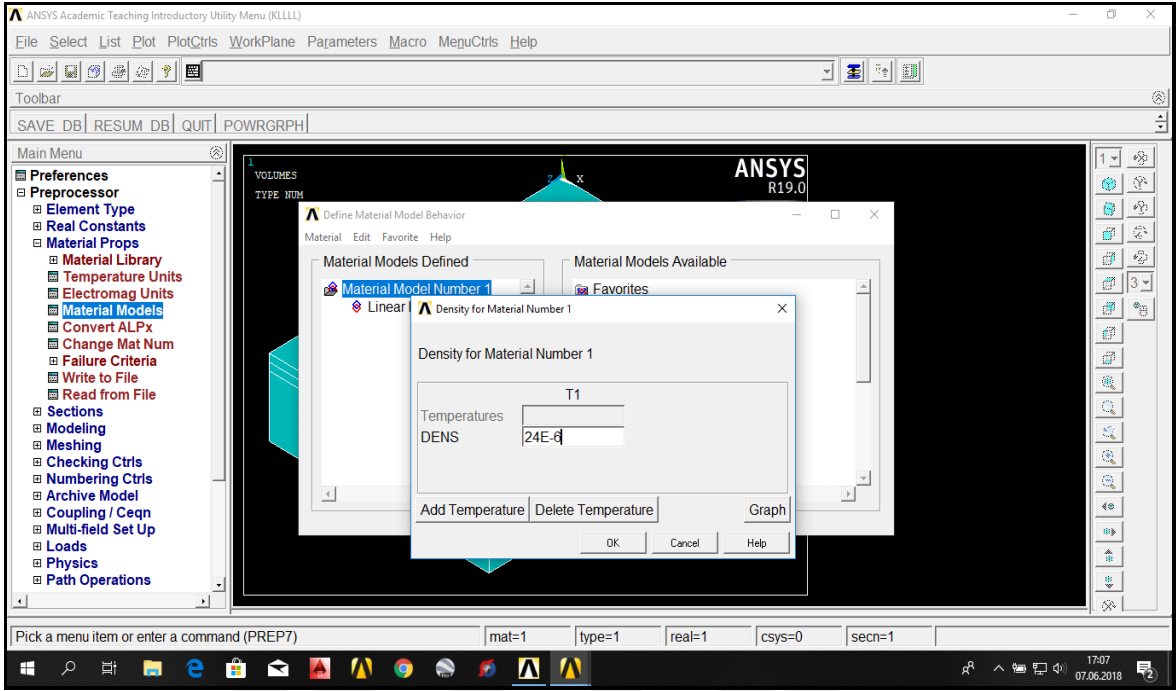 ANSYS Academic Teaching Introductory Utility Menu (KLLLL)
File Select List Plot PlotCtrls WorkPlane Parameters Macro MenuCtrls Help
Toolbar
SAVE_DB RESUM_DB QUIT POWRGRPH
Main Menu
Preferences
Preprocessor
Element Type
Real Constants
Material Props
Material Library
Temperature Units
Electromag Units
Material Models
Convert ALPx
Change Mat Num
Failure Criteria
Write to File
Read from File
Sections
Modeling
Meshing
Checking Ctrls
Numbering Ctrls
Archive Model
Coupling / Ceqn
Multi-field Set Up
Loads
Physics
Path Operations
1
VOLUMES
TYPE NUM
Z X
ANSYS
R19.0
Define Material Model Behavior
Material Edit Favorite Help
Material Models Defined
Material Models Available
Material Model Number 1
Linear
Favorites
Density for Material Number 1
Density for Material Number 1
T1
Temperatures
DENS 24E-6
Add Temperature Delete Temperature Graph
OK Cancel Help
1
3
Pick a menu item or enter a command (PREP7)
mat=1 type=1 real=1 csys=0 secn=1
17:07
07.06.2018
2